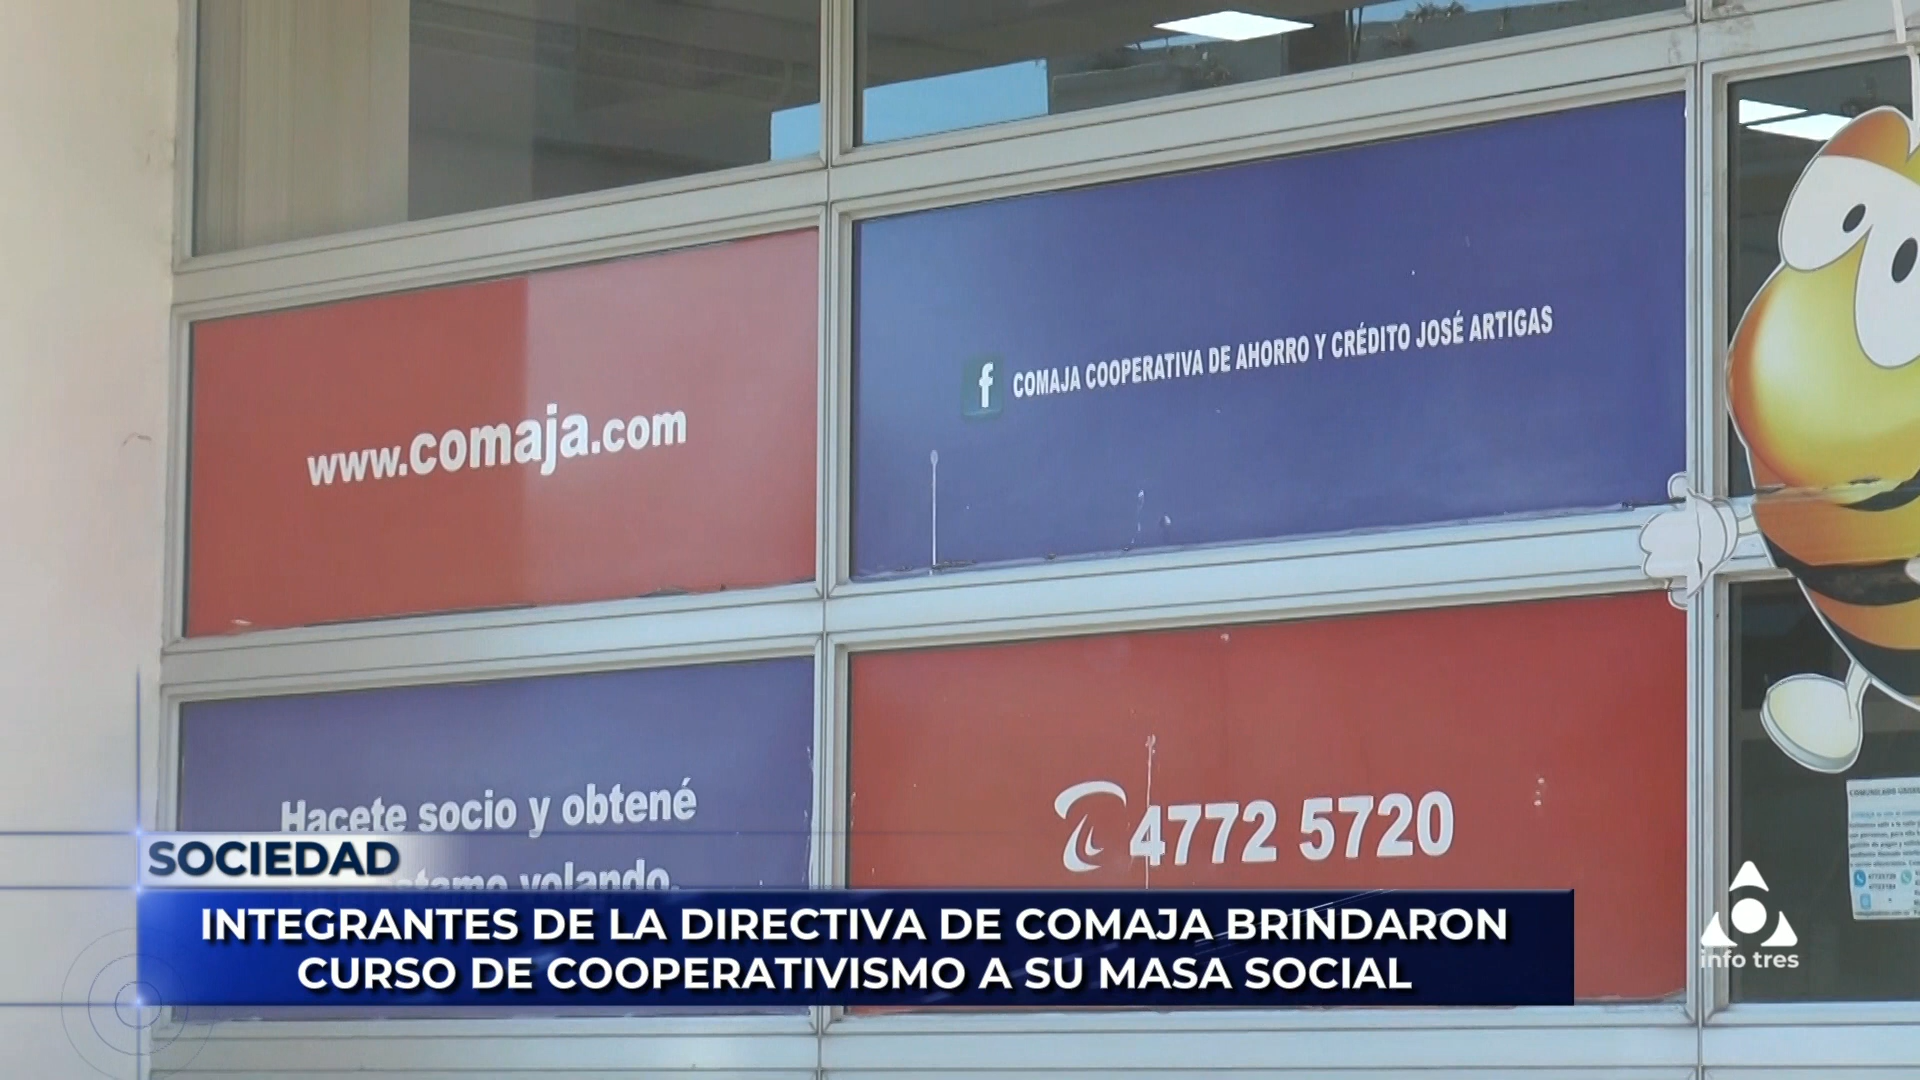 www.comaja.com
f COMAJA COOPERATIVA DE AHORRO Y CRÉDITO JOSÉ ARTIGAS
Hacete socio y obtené
volando.
4772 5720
SOCIEDAD
INTEGRANTES DE LA DIRECTIVA DE COMAJA BRINDARON
CURSO DE COOPERATIVISMO A SU MASA SOCIAL
info tres